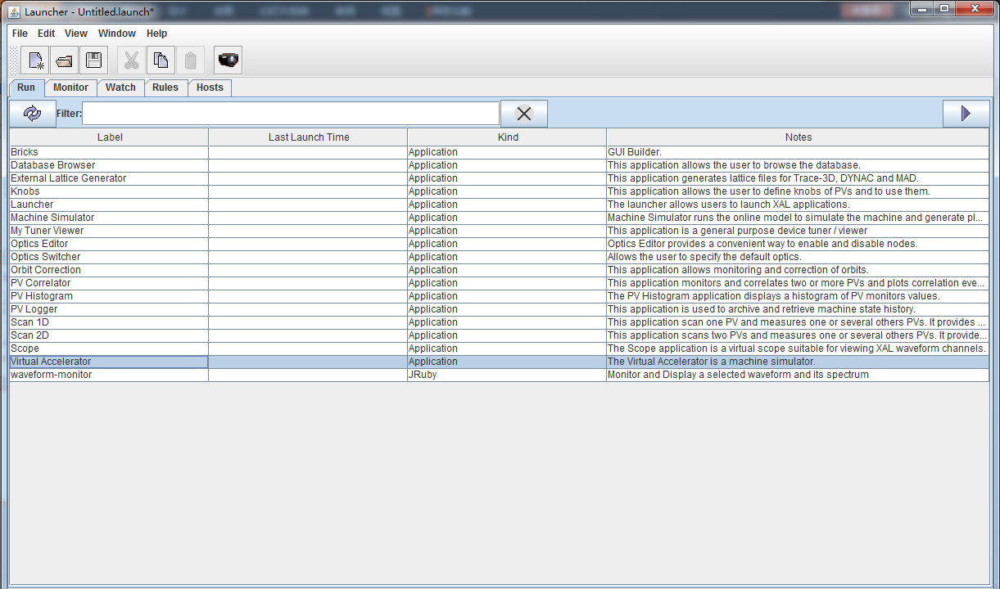 Launcher - Untitled.launch*
File Edit View Window Help
Run Monitor Watch Rules Hosts
Filter:
Label Last Launch Time Kind Notes
Bricks Application GUI Builder.
Database Browser Application This application allows the user to browse the database.
External Lattice Generator Application This application generates lattice files for Trace-3D, DYNAC and MAD.
Knobs Application This application allows the user to define knobs of PVs and to use them.
Launcher Application The launcher allows users to launch XAL applications.
Machine Simulator Application Machine Simulator runs the online model to simulate the machine and generate pl...
My Tuner Viewer Application This application is a general purpose device tuner / viewer
Optics Editor Application Optics Editor provides a convenient way to enable and disable nodes.
Optics Switcher Application Allows the user to specify the default optics.
Orbit Correction Application This application allows monitoring and correction of orbits.
PV Correlator Application This application monitors and correlates two or more PVs and plots correlation eve...
PV Histogram Application The PV Histogram application displays a histogram of PV monitors values.
PV Logger Application This application is used to archive and retrieve machine state history.
Scan 1D Application This application scan one PV and measures one or several others PVs. It provides ...
Scan 2D Application This application scans two PVs and measures one or several others PVs. It provide...
Scope Application The Scope application is a virtual scope suitable for viewing XAL waveform channels.
Virtual Accelerator Application The Virtual Accelerator is a machine simulator.
waveform-monitor JRuby Monitor and Display a selected waveform and its spectrum